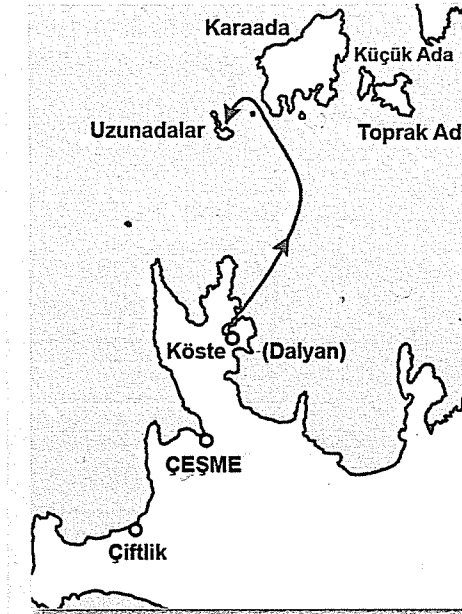 Karaada
Küçük Ada
Uzunadalar
Toprak Ad
Köste
(Dalyan)
ÇEŞME
Çiftlik